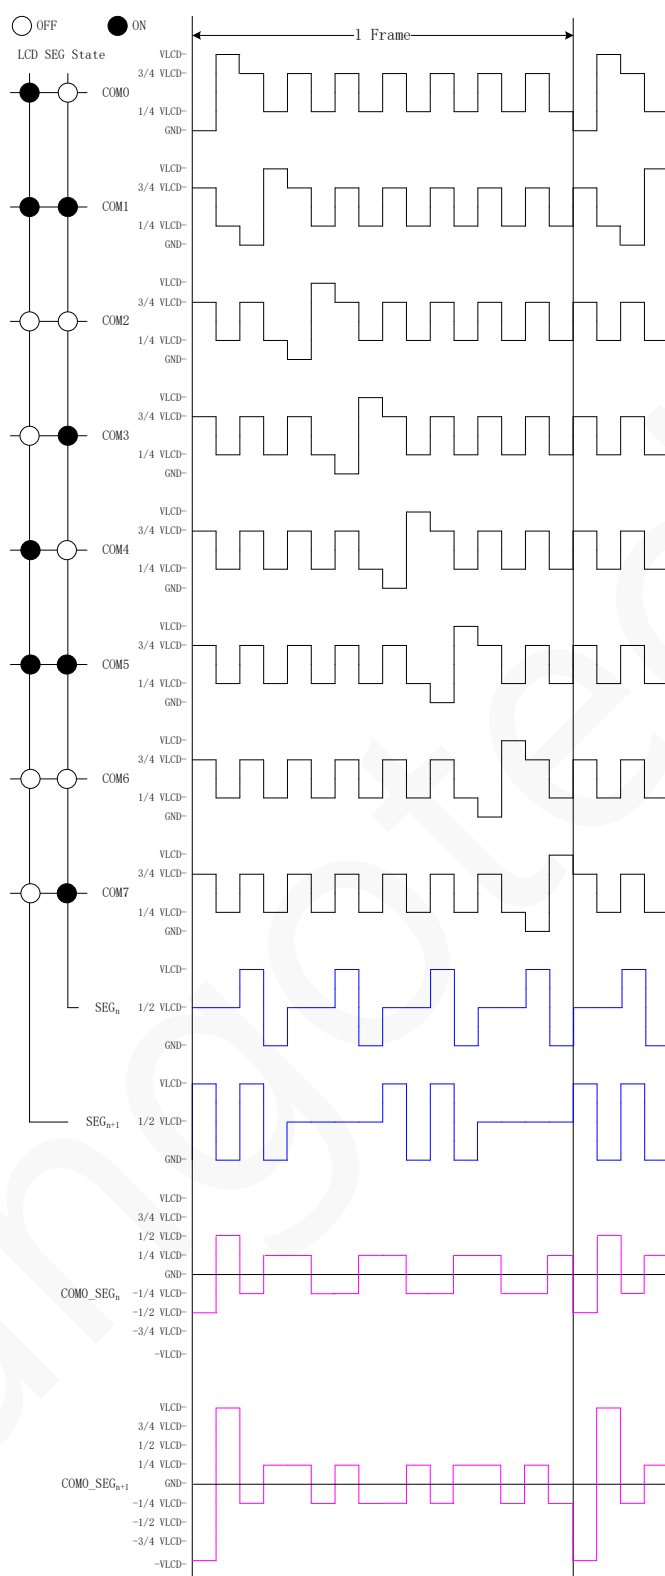 OFF
ON
1 Frame
LCD SEG State
VLCD
3/4 VLCD
COM0
1/4 VLCD
GND
VLCD
3/4 VLCD
COM1
1/4 VLCD
GND
VLCD
3/4 VLCD
COM2
1/4 VLCD
GND
VLCD
3/4 VLCD
COM3
1/4 VLCD
GND
VLCD
3/4 VLCD
COM4
1/4 VLCD
GND
VLCD
3/4 VLCD
COM5
1/4 VLCD
GND
VLCD
3/4 VLCD
COM6
1/4 VLCD
GND
VLCD
3/4 VLCD
COM7
1/4 VLCD
GND
VLCD
SEGn 1/2 VLCD
GND
VLCD
SEGn+1 1/2 VLCD
GND
VLCD
3/4 VLCD
1/2 VLCD
1/4 VLCD
GND
COM0_SEGn -1/4 VLCD
-1/2 VLCD
-3/4 VLCD
-VLCD
VLCD
3/4 VLCD
1/2 VLCD
1/4 VLCD
COM0_SEGn+1 GND
-1/4 VLCD
-1/2 VLCD
-3/4 VLCD
-VLCD